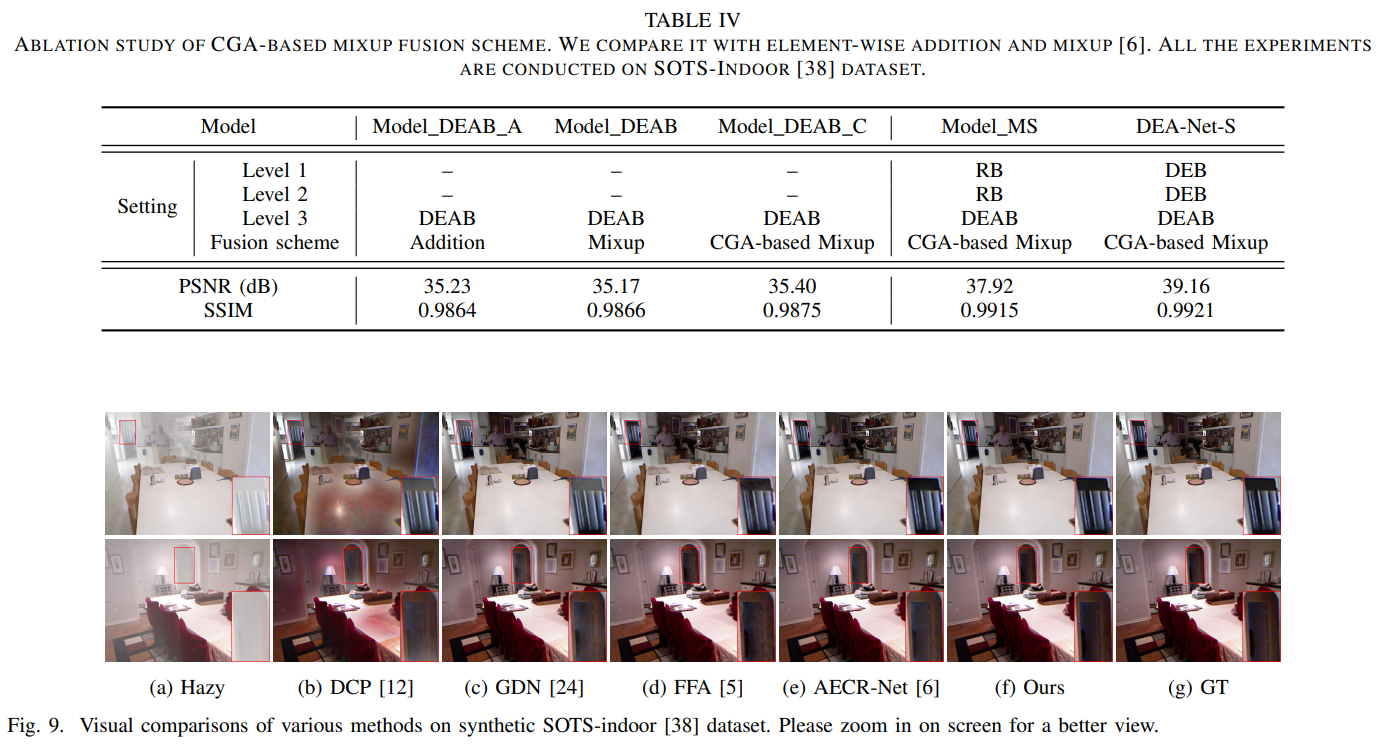 TABLE IV
ABLATION STUDY OF CGA-BASED MIXUP FUSION SCHEME. WE COMPARE IT WITH ELEMENT-WISE ADDITION AND MIXUP [6]. ALL THE EXPERIMENTS
ARE CONDUCTED ON SOTS-INDOOR [38] DATASET.
Model Model_DEAB_A Model_DEAB Model_DEAB_C Model_MS DEA-Net-S
Setting
Level 1 – – – RB DEB
Level 2 – – – RB DEB
Level 3 DEAB DEAB DEAB DEAB DEAB
Fusion scheme Addition Mixup CGA-based Mixup CGA-based Mixup CGA-based Mixup
PSNR (dB) 35.23 35.17 35.40 37.92 39.16
SSIM 0.9864 0.9866 0.9875 0.9915 0.9921
(a) Hazy (b) DCP [12] (c) GDN [24] (d) FFA [5] (e) AECR-Net [6] (f) Ours (g) GT
Fig. 9. Visual comparisons of various methods on synthetic SOTS-indoor [38] dataset. Please zoom in on screen for a better view.